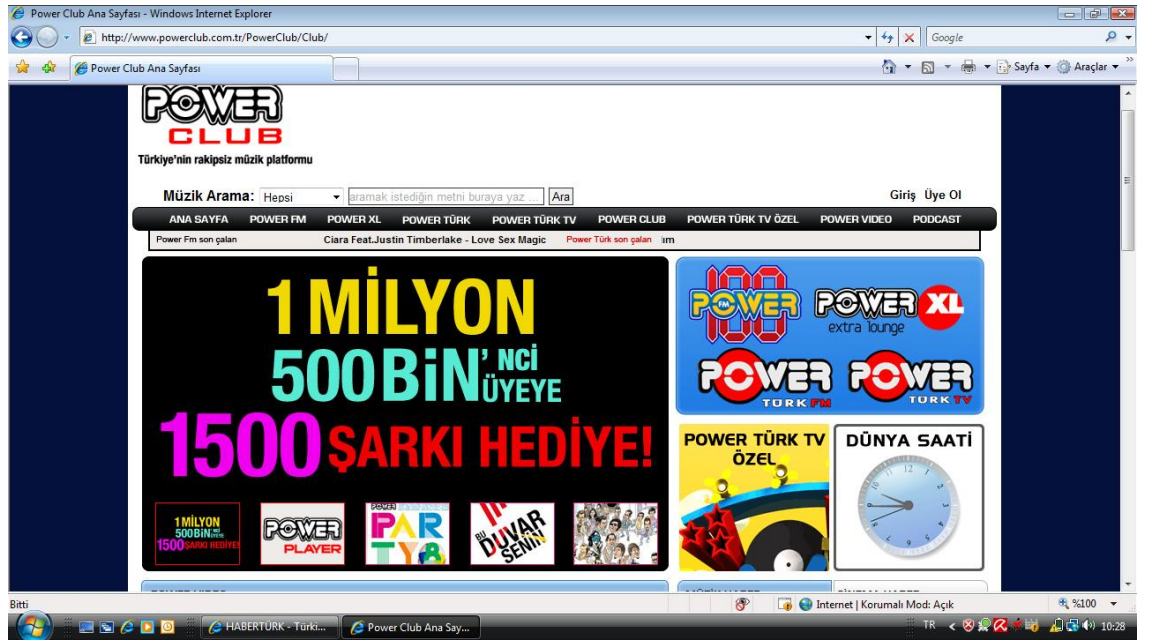 Power Club Ana Sayfası - Windows Internet Explorer
http://www.powerclub.com.tr/PowerClub/Club/
Google
Power Club Ana Sayfası
Sayfa
Araçlar
POWER
CLUB
Türkiye'nin rakipsiz müzik platformu
Müzik Arama: Hepsi aramak istediğin metni buraya yaz ... Ara
Giriş Üye Ol
ANA SAYFA POWER FM POWER XL POWER TÜRK POWER TÜRK TV POWER CLUB POWER TÜRK TV ÖZEL POWER VIDEO PODCAST
Power Fm son çalan Ciara Feat.Justin Timberlake - Love Sex Magic Power Türk son çalan
1 MİLYON
500 BİN'NCİ
ÜYEYE
1500 ŞARKI HEDİYE!
100
POWER FM
POWER XL
extra lounge
POWER
TÜRK FM
POWER
TÜRK TV
POWER TÜRK TV
ÖZEL
DÜNYA SAATİ
12
1 MİLYON
500 BİN'NCİ
ÜYEYE
1500 ŞARKI HEDİYE!
POWER
PLAYER
POWER
PAR
TY8
BU
DUVAR
SENİN
Bitti
Internet | Korumalı Mod: Açık
%100
HABERTÜRK - Türki...
Power Club Ana Say...
TR
10:28